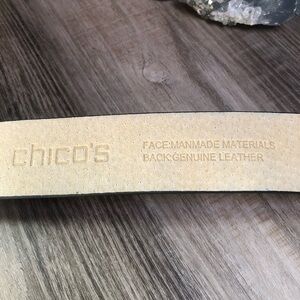 chico's
FACE:MANMADE MATERIALS
BACK:GENUINE LEATHER